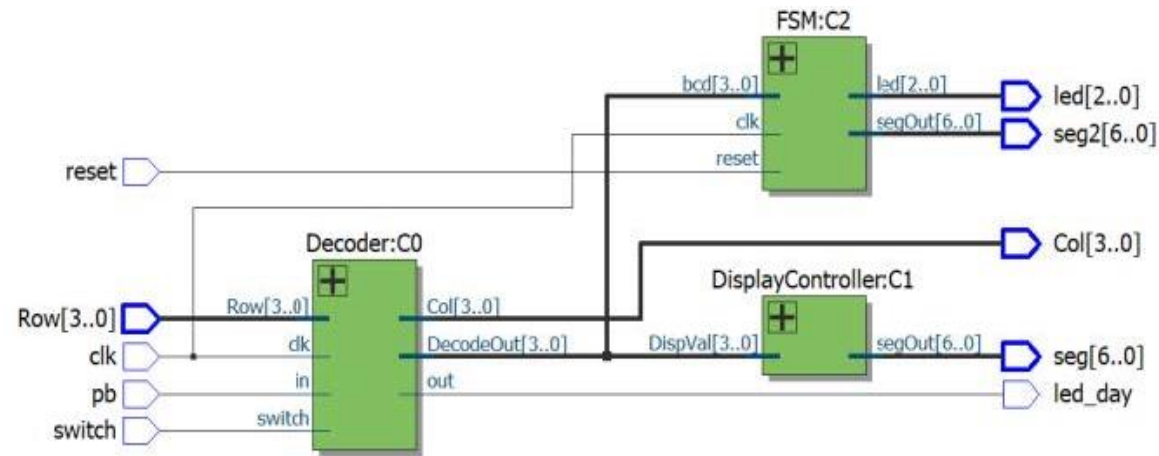 FSM:C2
bcd[3..0] led[2..0] led[2..0]
clk segOut[6..0] seg2[6..0]
reset reset
Decoder:C0 Col[3..0]
DisplayController:C1
Row[3..0] Row[3..0] Col[3..0]
clk clk DecodeOut[3..0] DispVal[3..0] segOut[6..0] seg[6..0]
pb in out led_day
switch switch